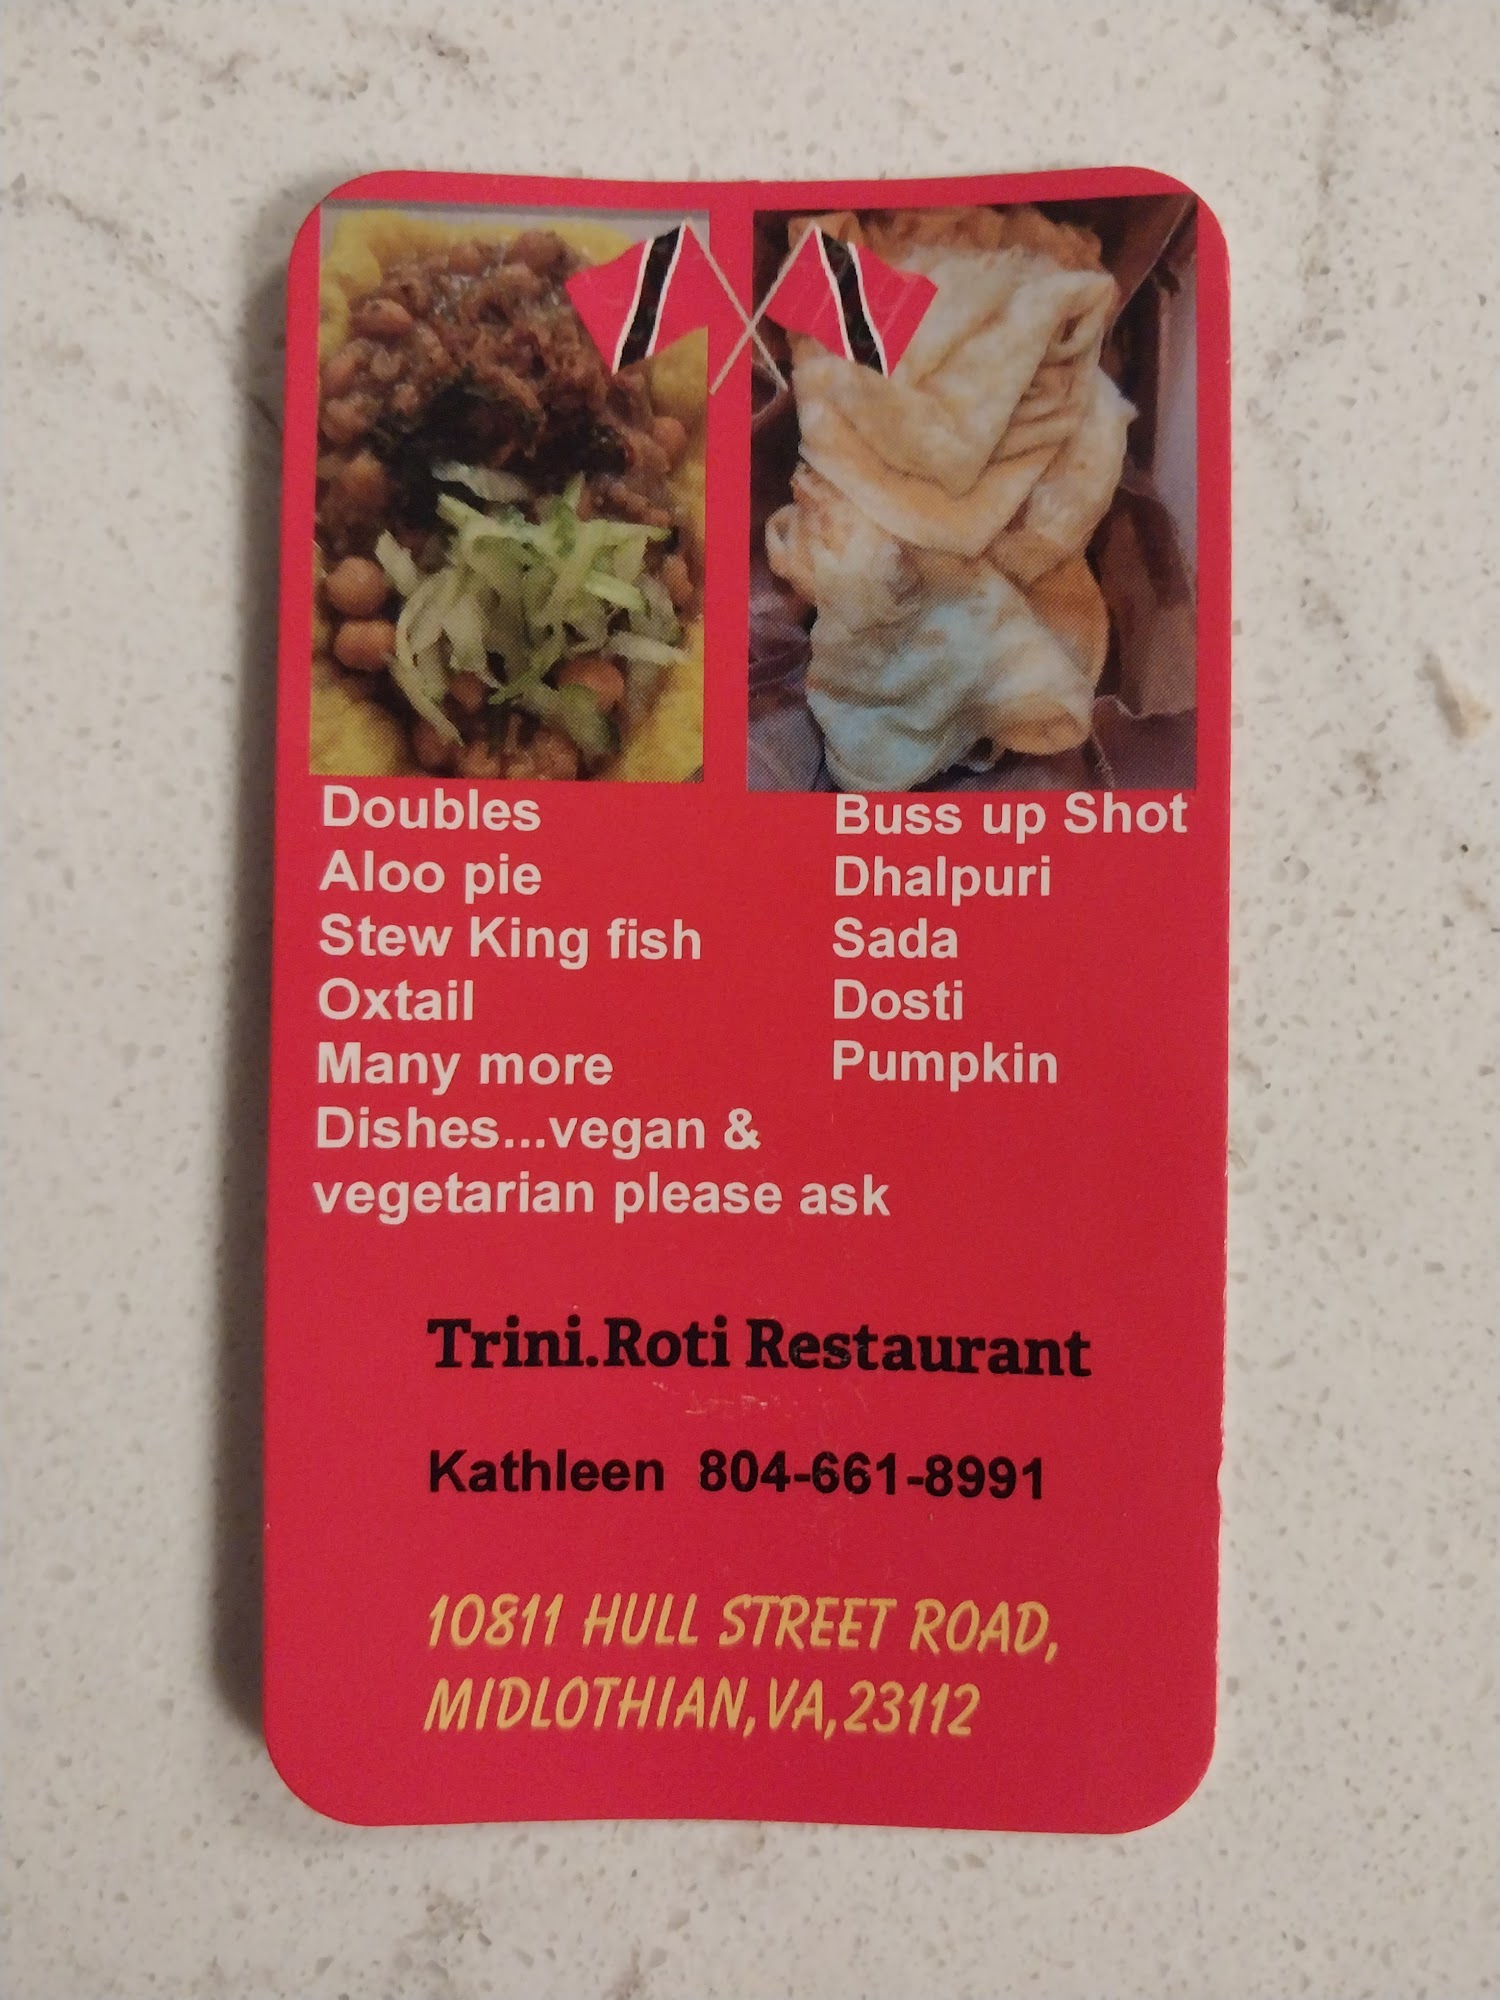 Doubles
Aloo pie
Stew King fish
Oxtail
Many more
Dishes...vegan &
vegetarian please ask
Buss up Shot
Dhalpuri
Sada
Dosti
Pumpkin
Trini.Roti Restaurant
Kathleen 804-661-8991
10811 HULL STREET ROAD,
MIDLOTHIAN,VA,23112